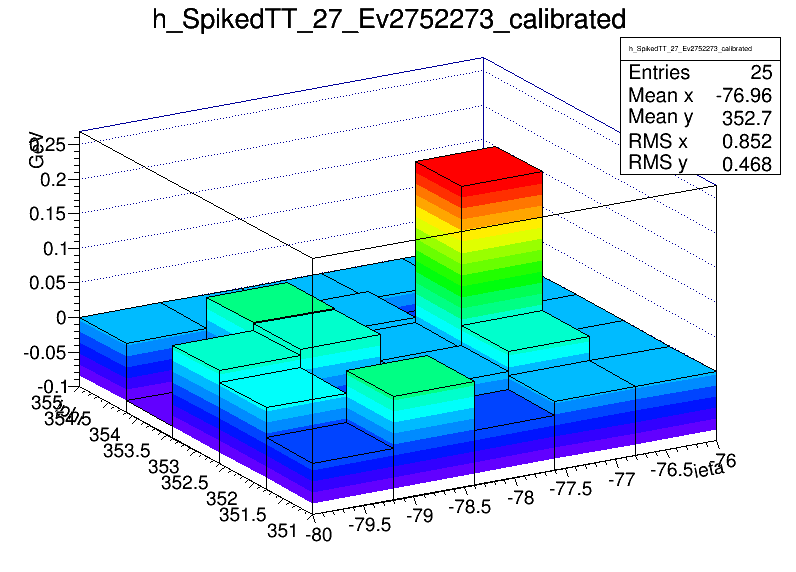 h_SpikedTT_27_Ev2752273_calibrated
h_SpikedTT_27_Ev2752273_calibrated
Entries 25
Mean x -76.96
Mean y 352.7
RMS x 0.852
RMS y 0.468
GeV
0.25
0.2
0.15
0.1
0.05
0
-0.05
-0.1
355
354.5
354
353.5
353
352.5
352
351.5
351
-80
-79.5
-79
-78.5
-78
-77.5
-77
-76.5
-76
ieta